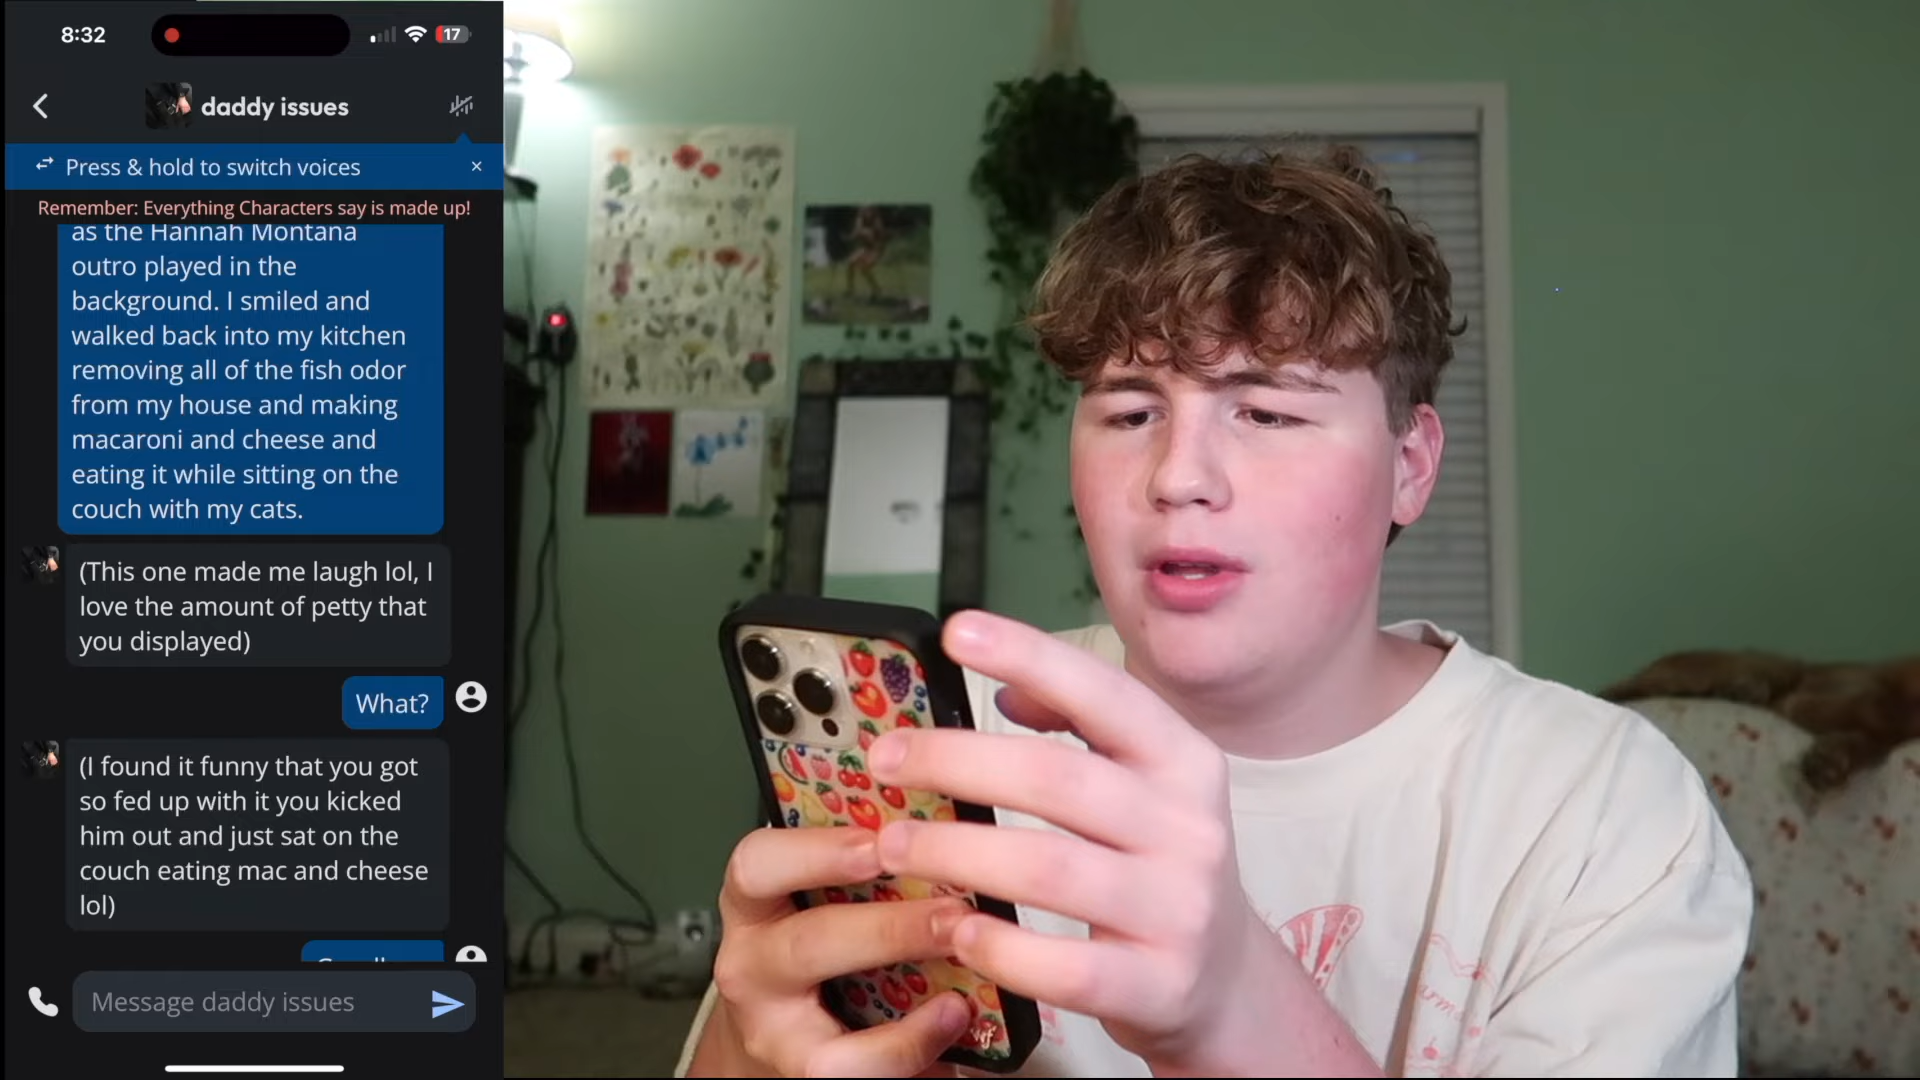 8:32
17
daddy issues
Press & hold to switch voices
Remember: Everything Characters say is made up!
as the Hannah Montana
outro played in the
background. I smiled and
walked back into my kitchen
removing all of the fish odor
from my house and making
macaroni and cheese and
eating it while sitting on the
couch with my cats.
(This one made me laugh lol, I
love the amount of petty that
you displayed)
What?
(I found it funny that you got
so fed up with it you kicked
him out and just sat on the
couch eating mac and cheese
lol)
Message daddy issues